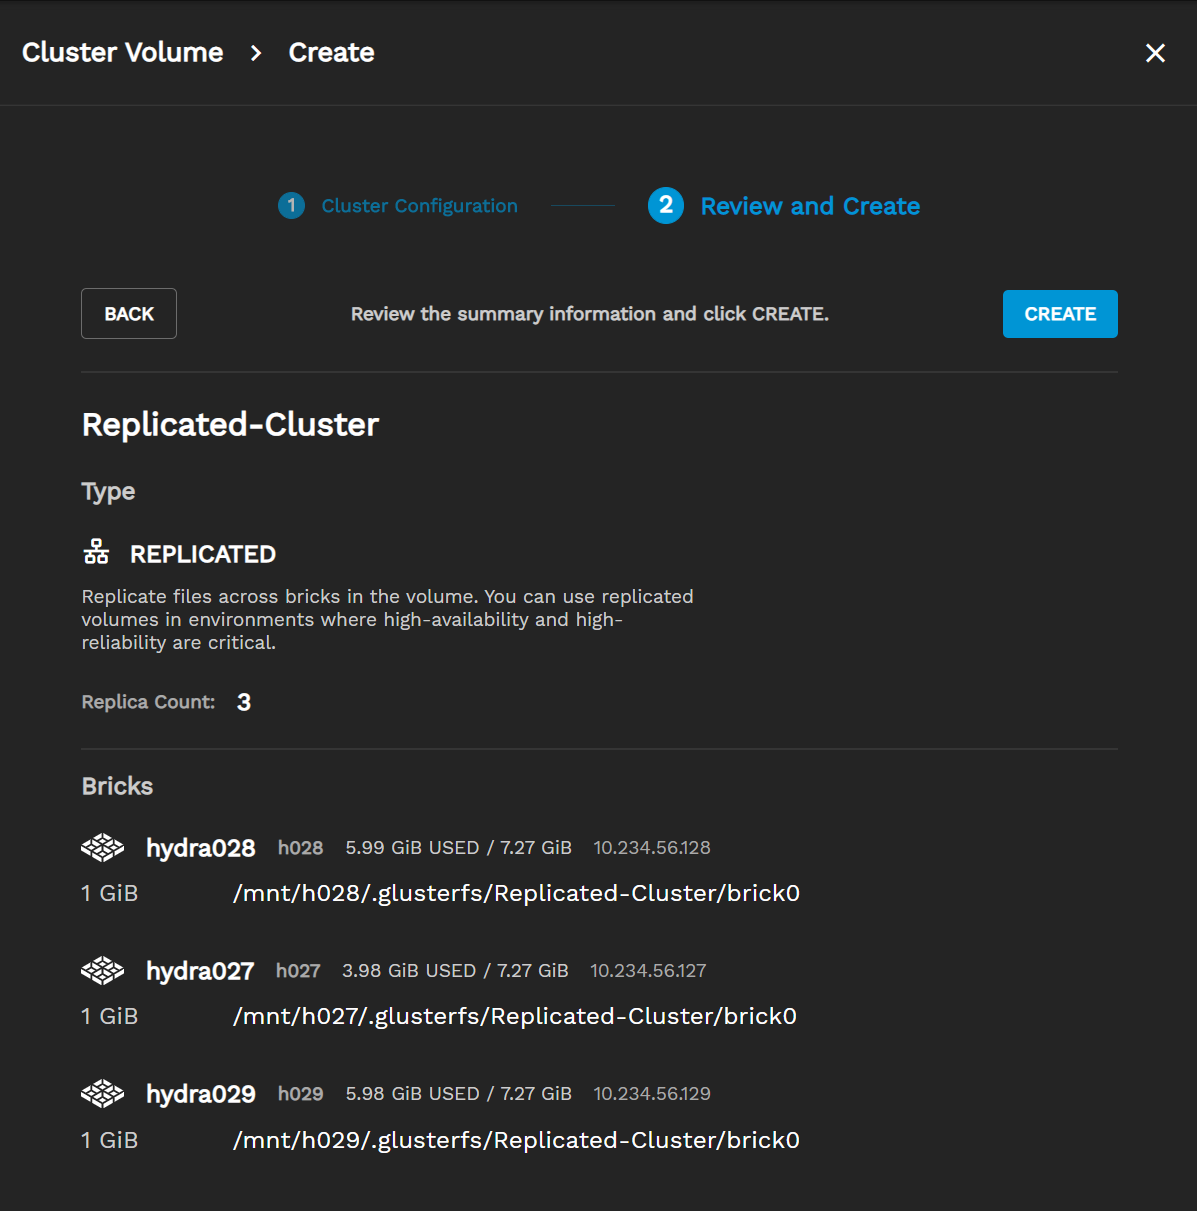 Cluster Volume > Create
1 Cluster Configuration 2 Review and Create
BACK Review the summary information and click CREATE. CREATE
Replicated-Cluster
Type
REPLICATED
Replicate files across bricks in the volume. You can use replicated
volumes in environments where high-availability and high-
reliability are critical.
Replica Count: 3
Bricks
hydra028 h028 5.99 GiB USED / 7.27 GiB 10.234.56.128
1 GiB /mnt/h028/.glusterfs/Replicated-Cluster/brick0
hydra027 h027 3.98 GiB USED / 7.27 GiB 10.234.56.127
1 GiB /mnt/h027/.glusterfs/Replicated-Cluster/brick0
hydra029 h029 5.98 GiB USED / 7.27 GiB 10.234.56.129
1 GiB /mnt/h029/.glusterfs/Replicated-Cluster/brick0